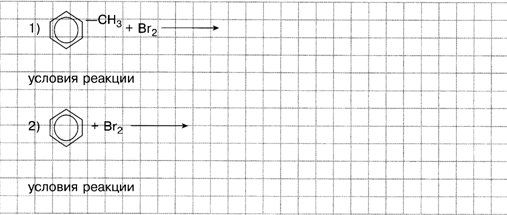 1) —CH₃ + Br₂ ⟶
условия реакции
2) + Br₂ ⟶
условия реакции